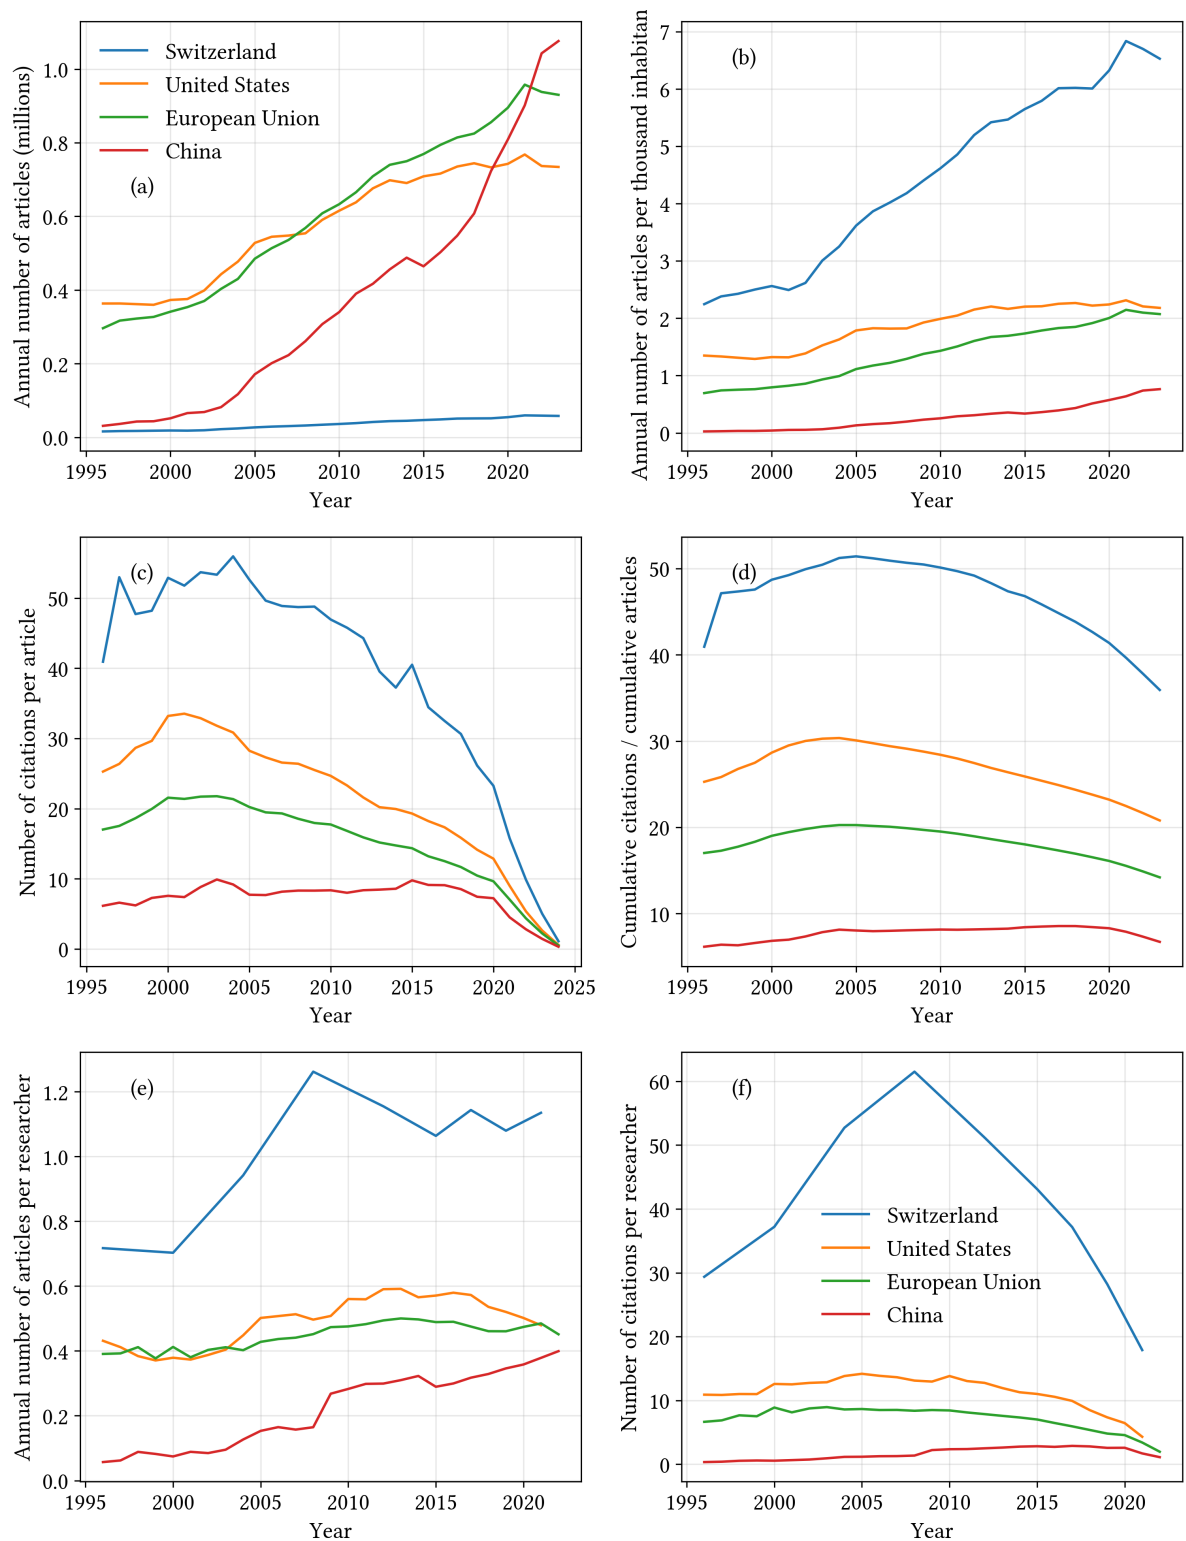 Annual number of articles (millions)
1.0
0.8
0.6
0.4
0.2
0.0
Switzerland
United States
European Union
China
(a)
1995 2000 2005 2010 2015 2020
Year
Annual number of articles per thousand inhabitan
7
6
5
4
3
2
1
0
(b)
1995 2000 2005 2010 2015 2020
Year
Number of citations per article
50
40
30
20
10
0
(c)
1995 2000 2005 2010 2015 2020 2025
Year
Cumulative citations / cumulative articles
50
40
30
20
10
(d)
1995 2000 2005 2010 2015 2020
Year
Annual number of articles per researcher
1.2
1.0
0.8
0.6
0.4
0.2
0.0
(e)
1995 2000 2005 2010 2015 2020
Year
Number of citations per researcher
60
50
40
30
20
10
0
(f)
Switzerland
United States
European Union
China
1995 2000 2005 2010 2015 2020
Year